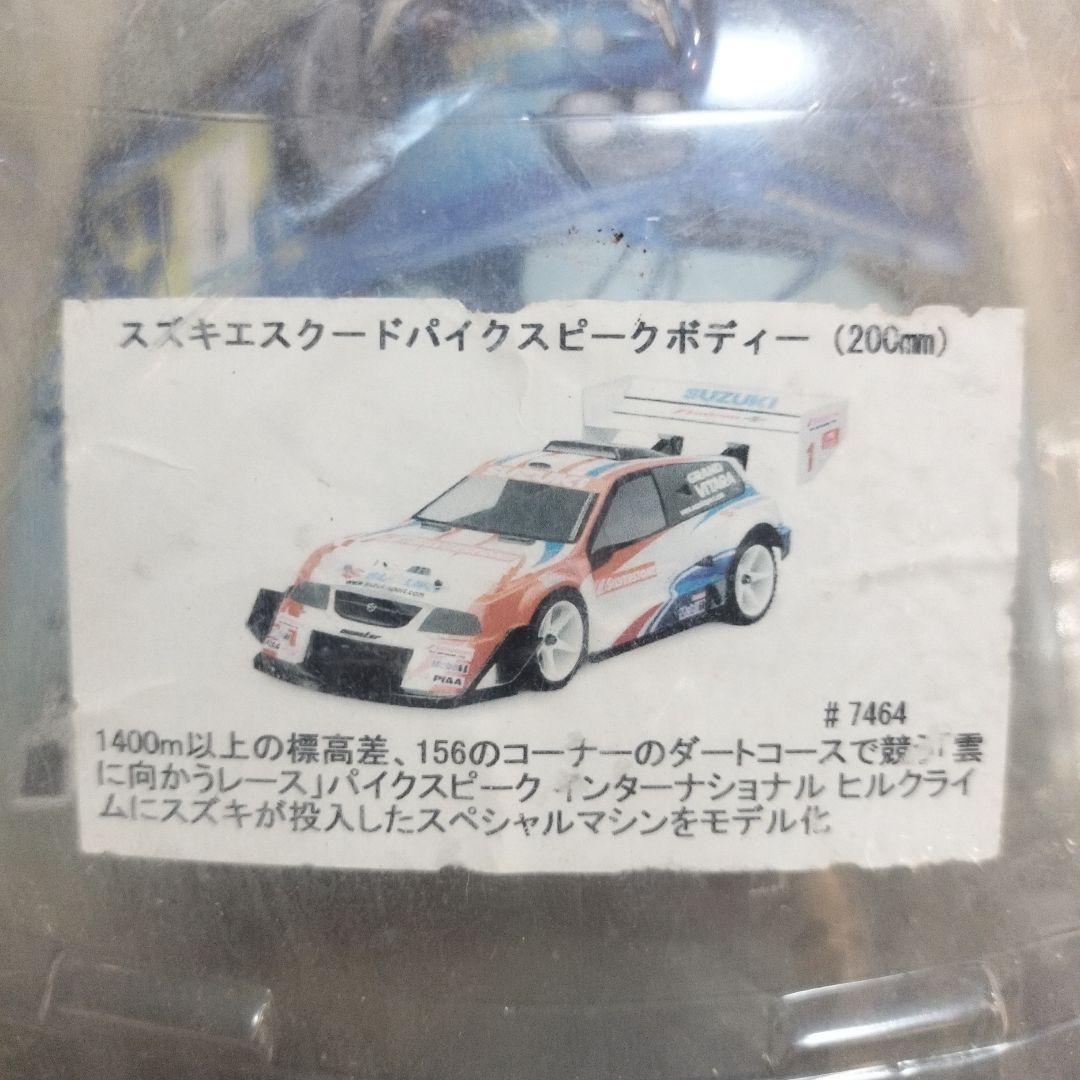 スズキエスクードパイクスピークボディー (200mm)
SUZUKI
1
GRAND
VITARA
SUZUKI
monster
Mobil 1
PIAA
PIAA
# 7464
1400m以上の標高差、156のコーナーのダートコースで競う「雲
に向かうレース」パイクスピーク インターナショナル ヒルクライ
ムにスズキが投入したスペシャルマシンをモデル化